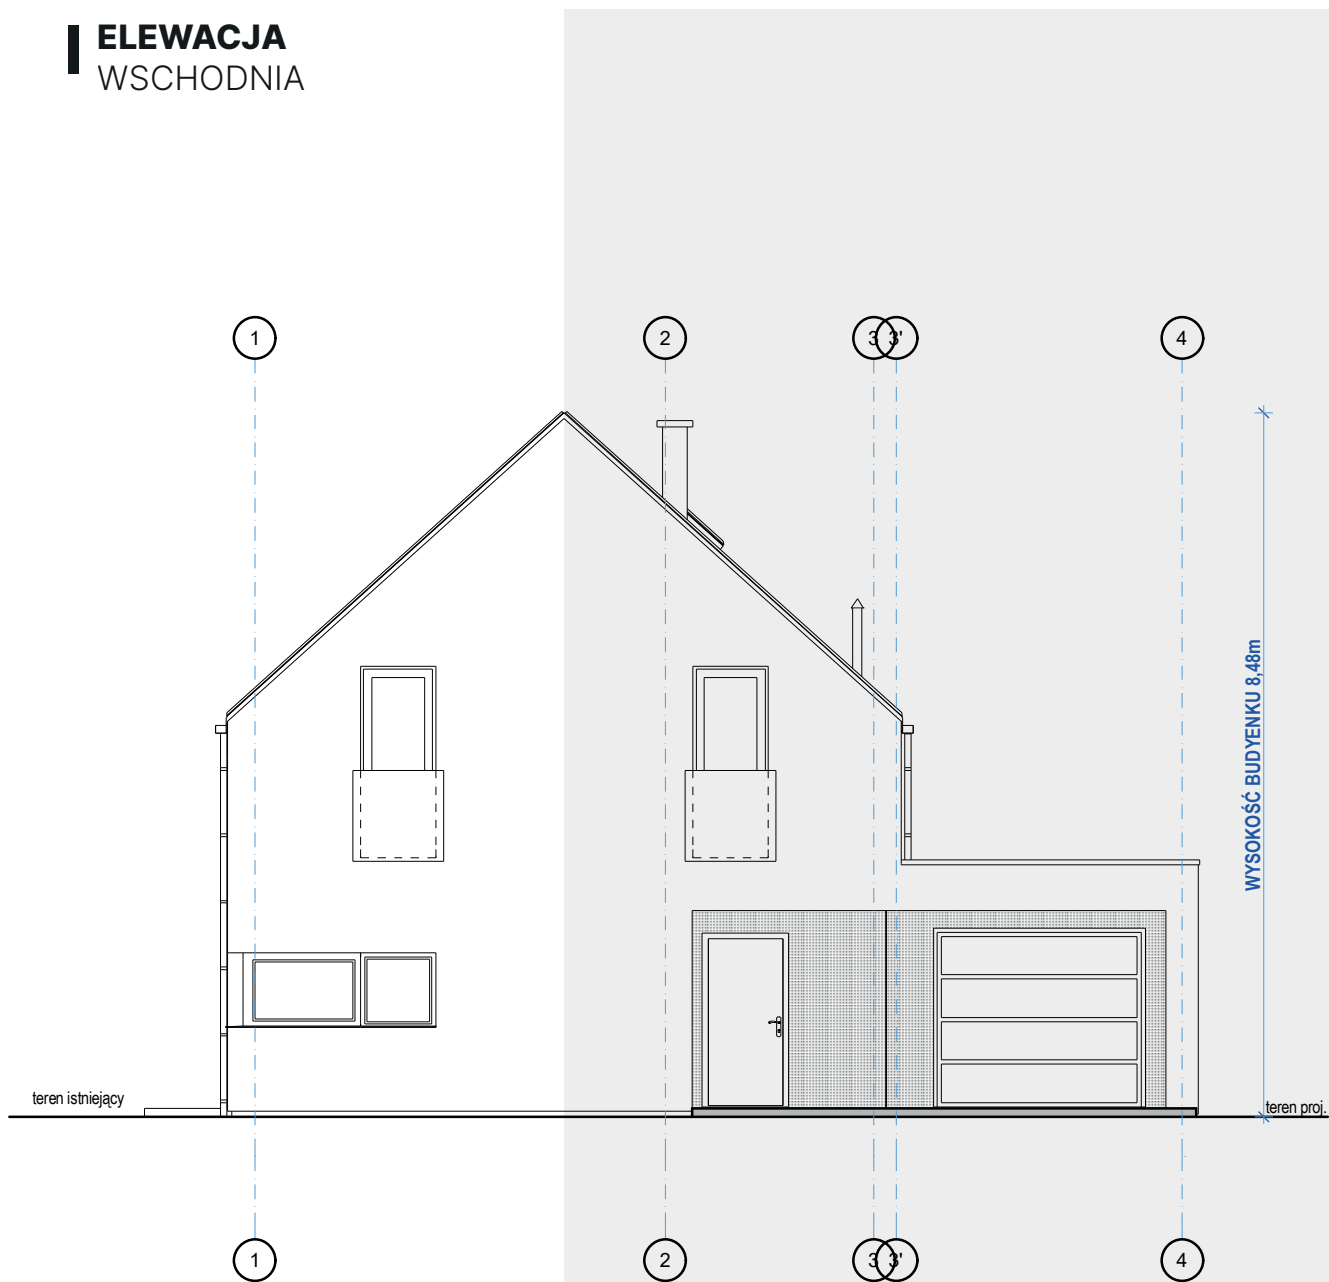 ELEWACJA
WSCHODNIA
1
2
3
3'
4
WYSOKOŚĆ BUDYENKU 8,48m
teren istniejący
teren proj.
1
2
3
3'
4